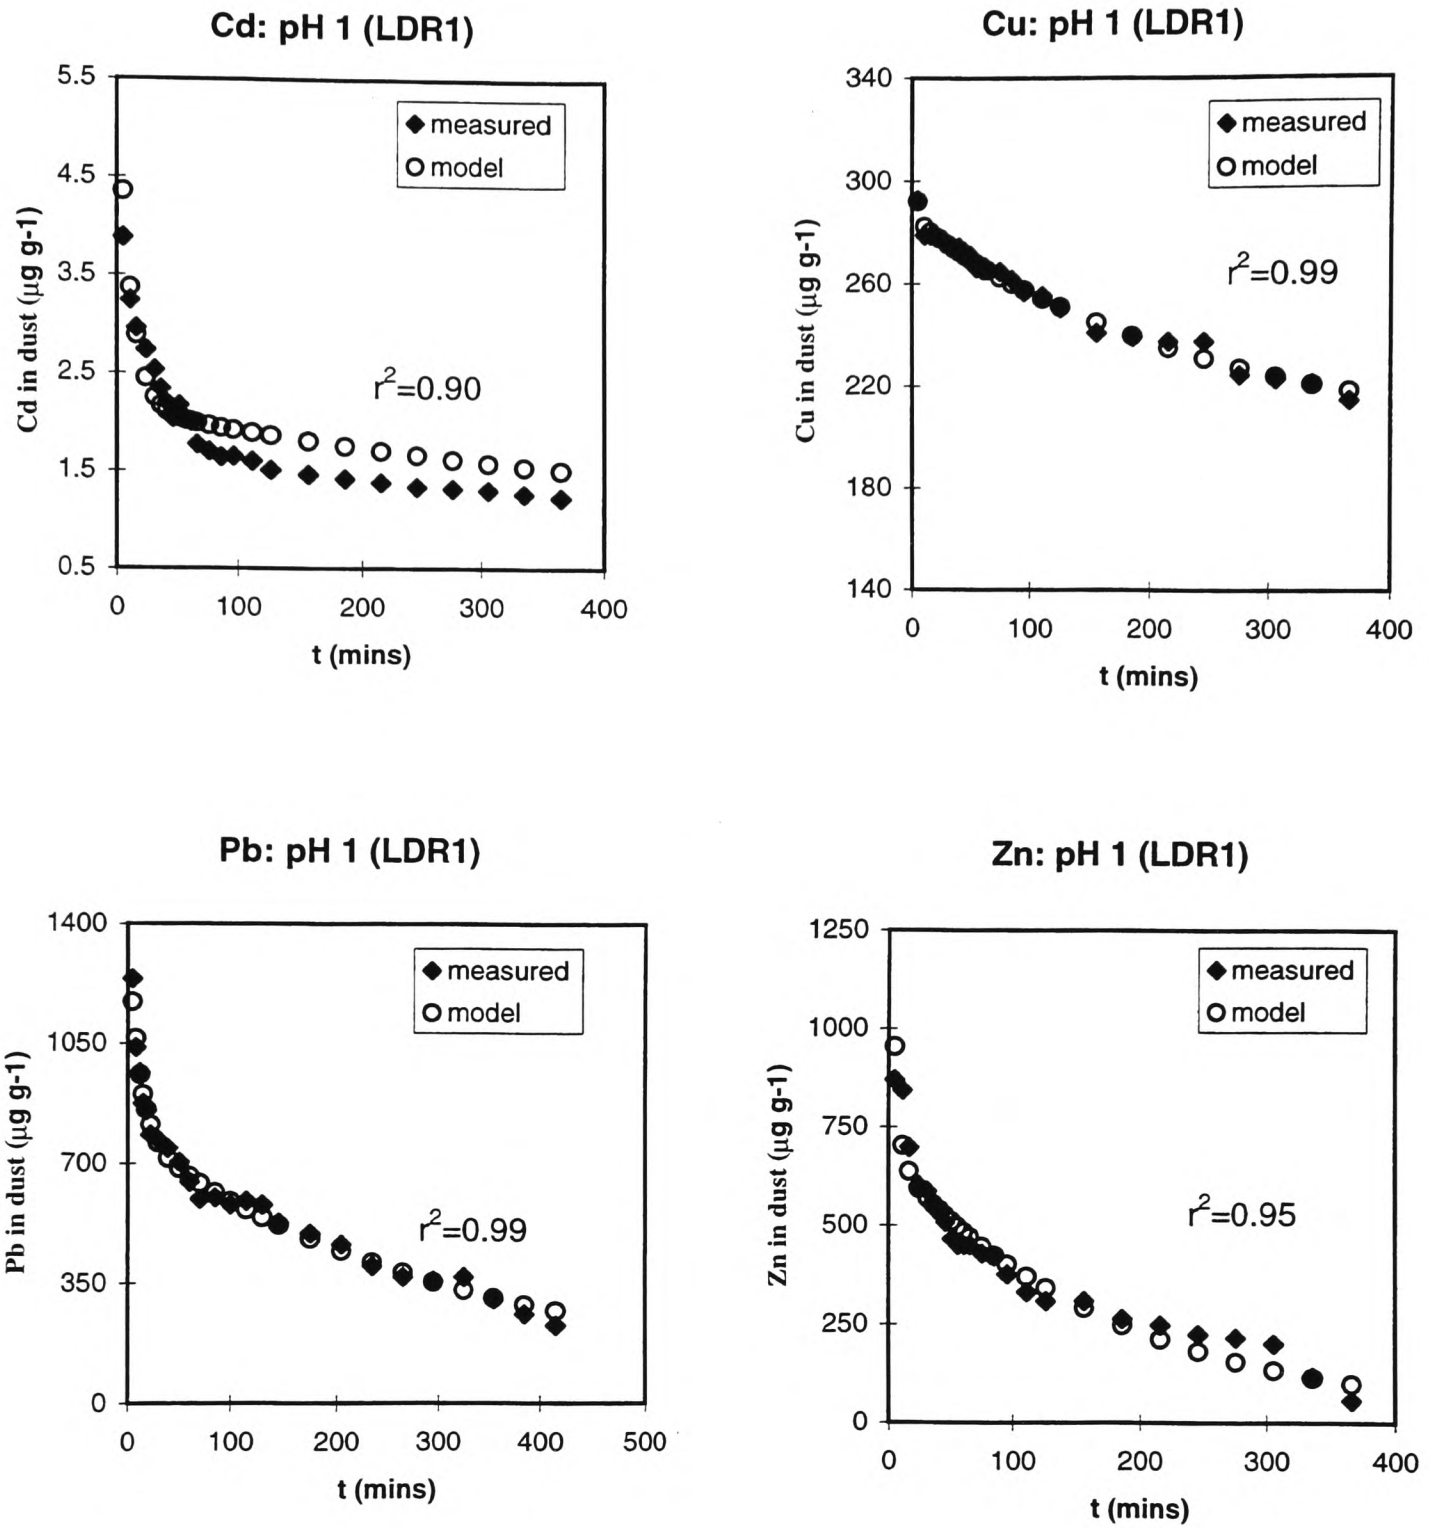 Cd: pH 1 (LDR1)
5.5
4.5
3.5
2.5
1.5
0.5
Cd in dust (µg g-1)
measured
model
r²=0.90
0 100 200 300 400
t (mins)
Cu: pH 1 (LDR1)
340
300
260
220
180
140
Cu in dust (µg g-1)
measured
model
r²=0.99
0 100 200 300 400
t (mins)
Pb: pH 1 (LDR1)
1400
1050
700
350
0
Pb in dust (µg g-1)
measured
model
r²=0.99
0 100 200 300 400 500
t (mins)
Zn: pH 1 (LDR1)
1250
1000
750
500
250
0
Zn in dust (µg g-1)
measured
model
r²=0.95
0 100 200 300 400
t (mins)